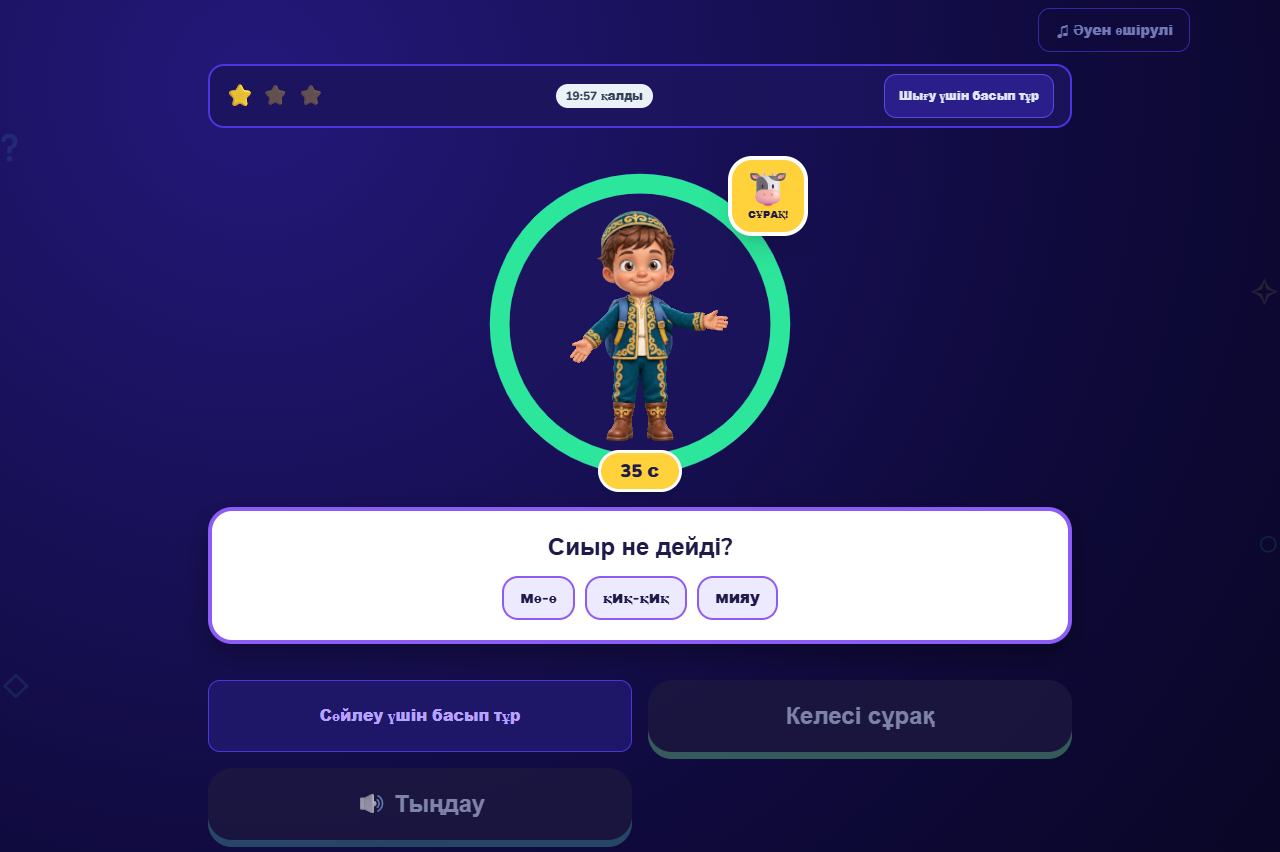 ♫ Әуен өшірулі
19:57 қалды
Шығу үшін басып тұр
СҰРАҚ!
35 с
Сиыр не дейді?
мө-ө
қиқ-қиқ
мияу
Сөйлеу үшін басып тұр
Келесі сұрақ
Тыңдау